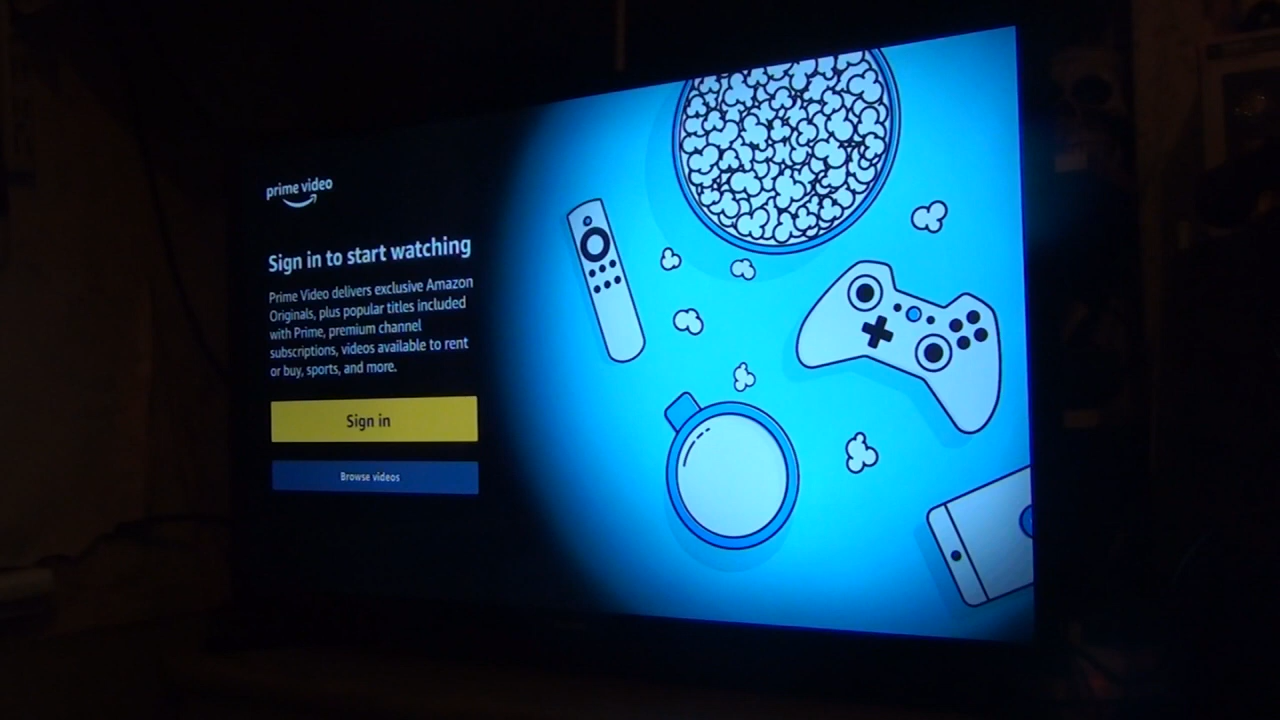 prime video
Sign in to start watching
Prime Video delivers exclusive Amazon
Originals, plus popular titles included
with Prime, premium channel
subscriptions, videos available to rent
or buy, sports, and more.
Sign in
Browse videos